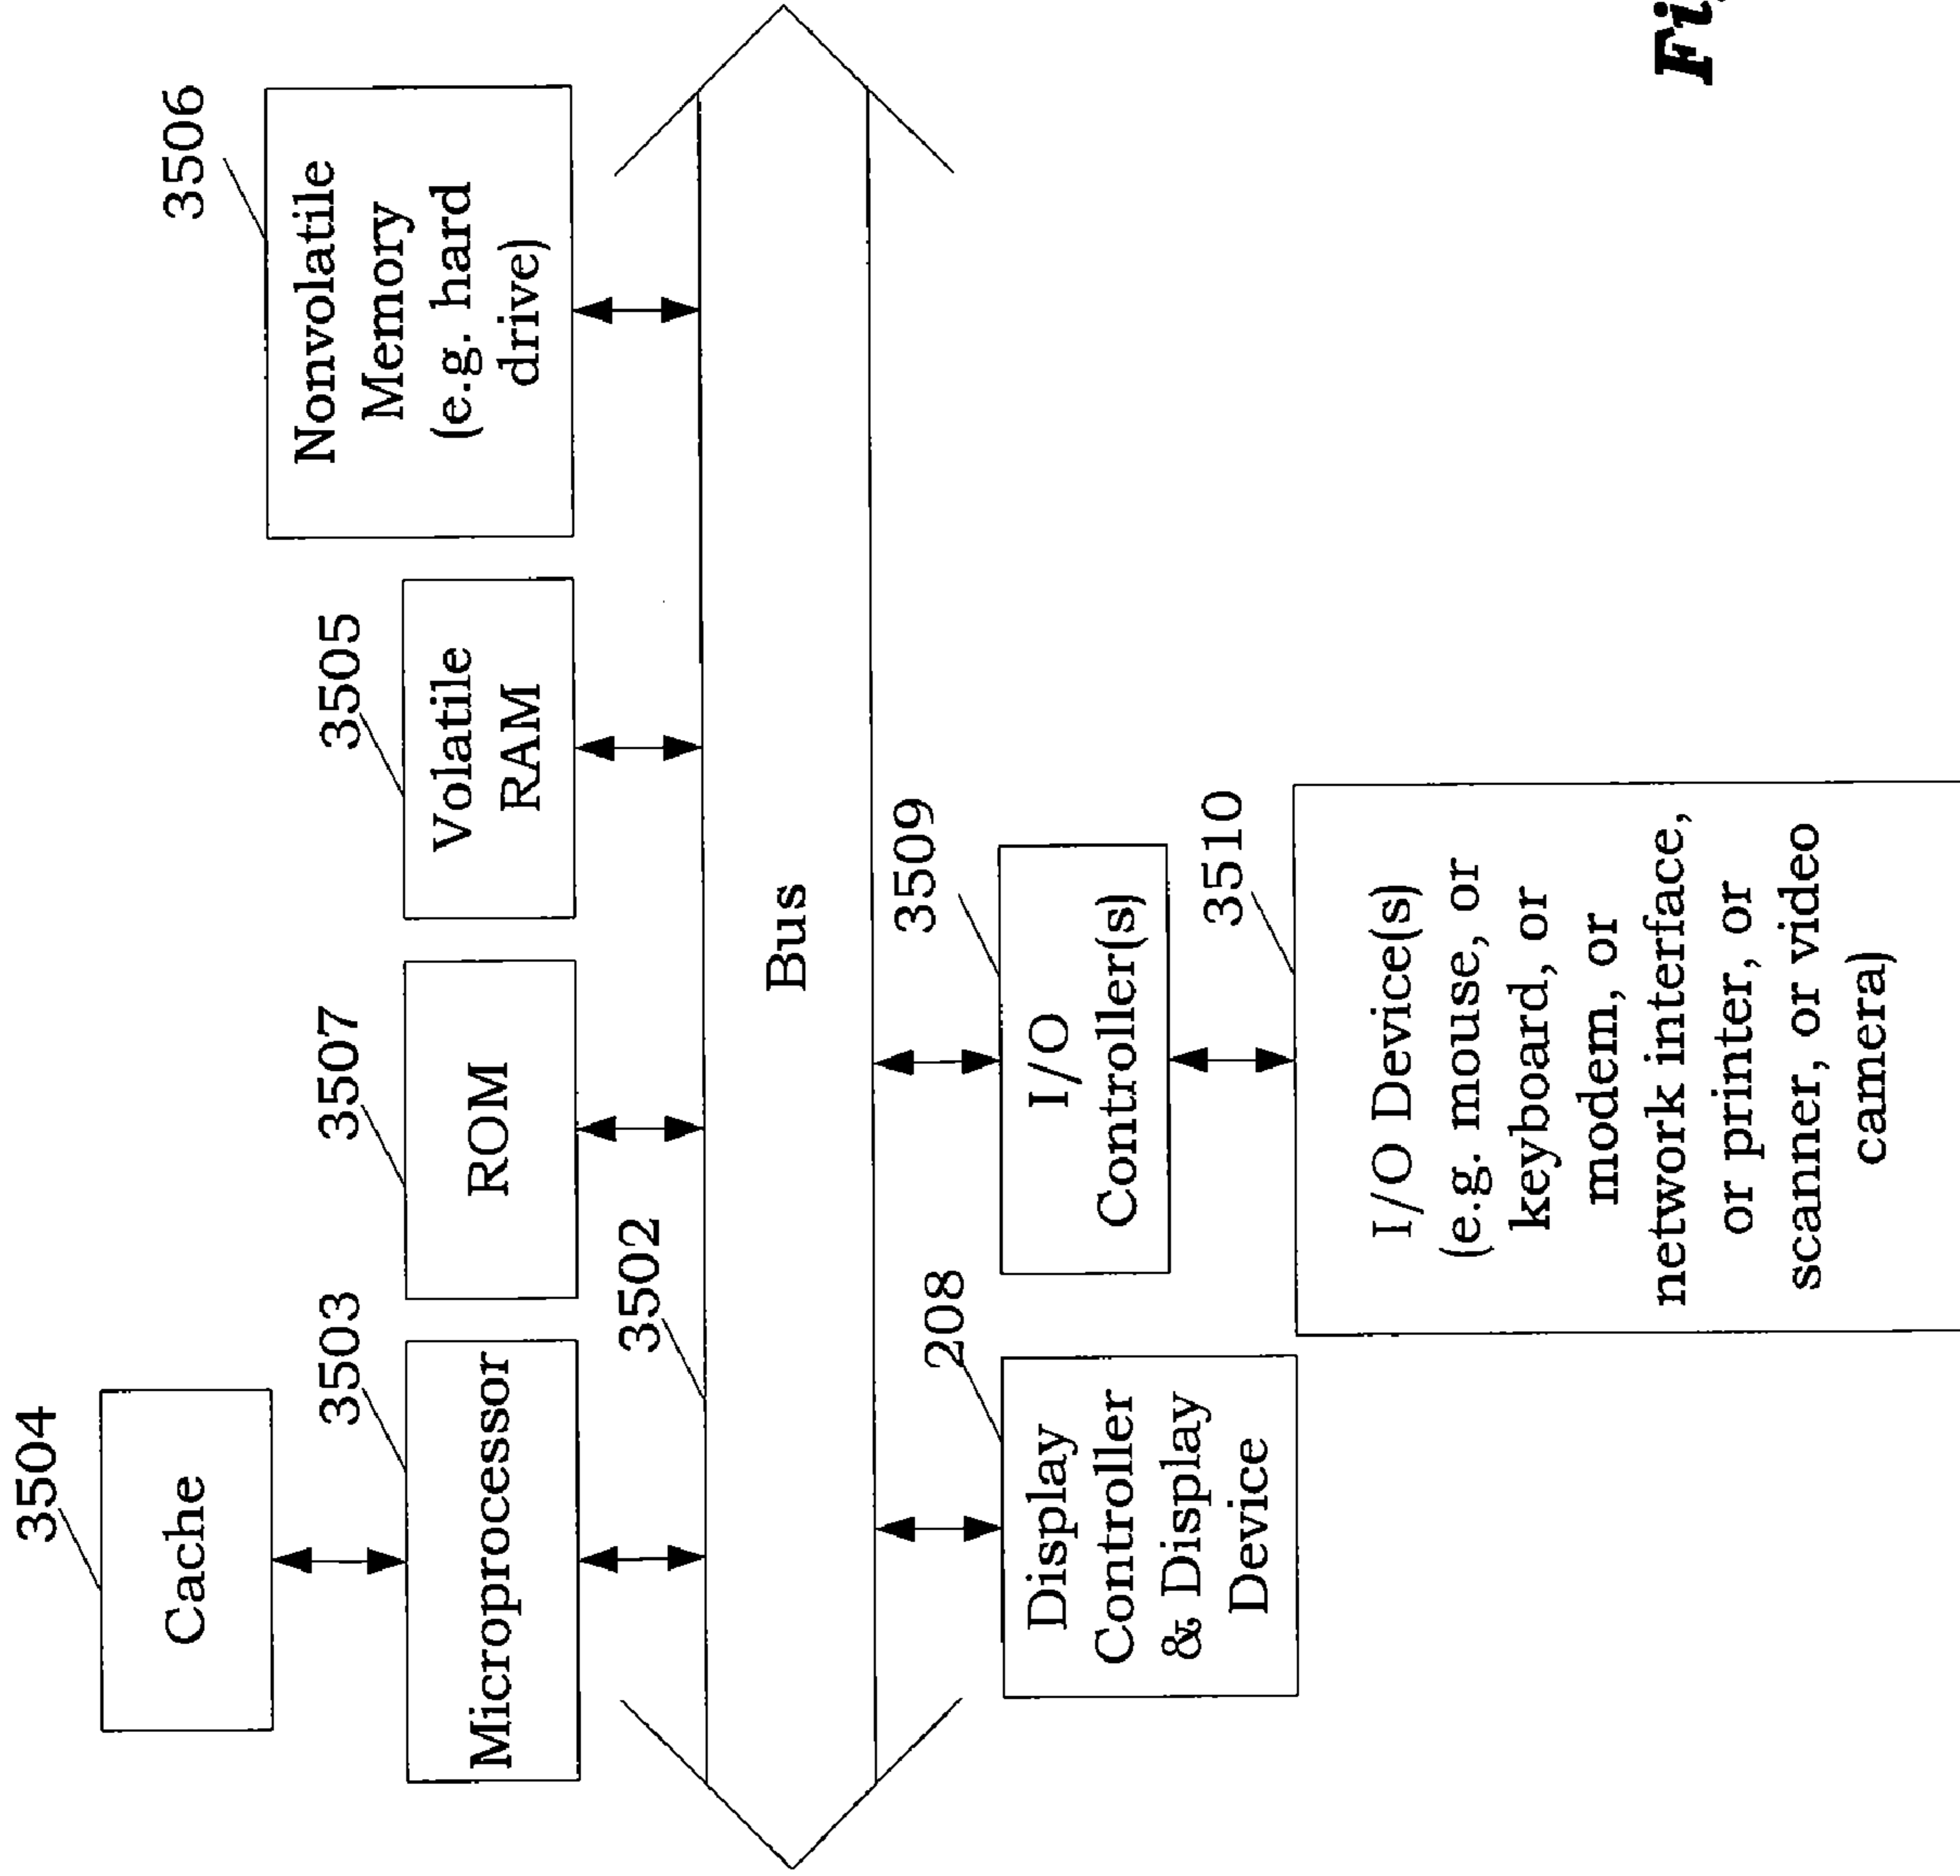 3504
Cache
3503
Microprocessor
3507
ROM
3505
Volatile
RAM
3506
Nonvolatile
Memory
(e.g. hard
drive)
3502
Bus
208
Display
Controller
& Display
Device
3509
I/O
Controller(s)
3510
I/O Device(s)
(e.g. mouse, or
keyboard, or
modem, or
network interface,
or printer, or
scanner, or video
camera)